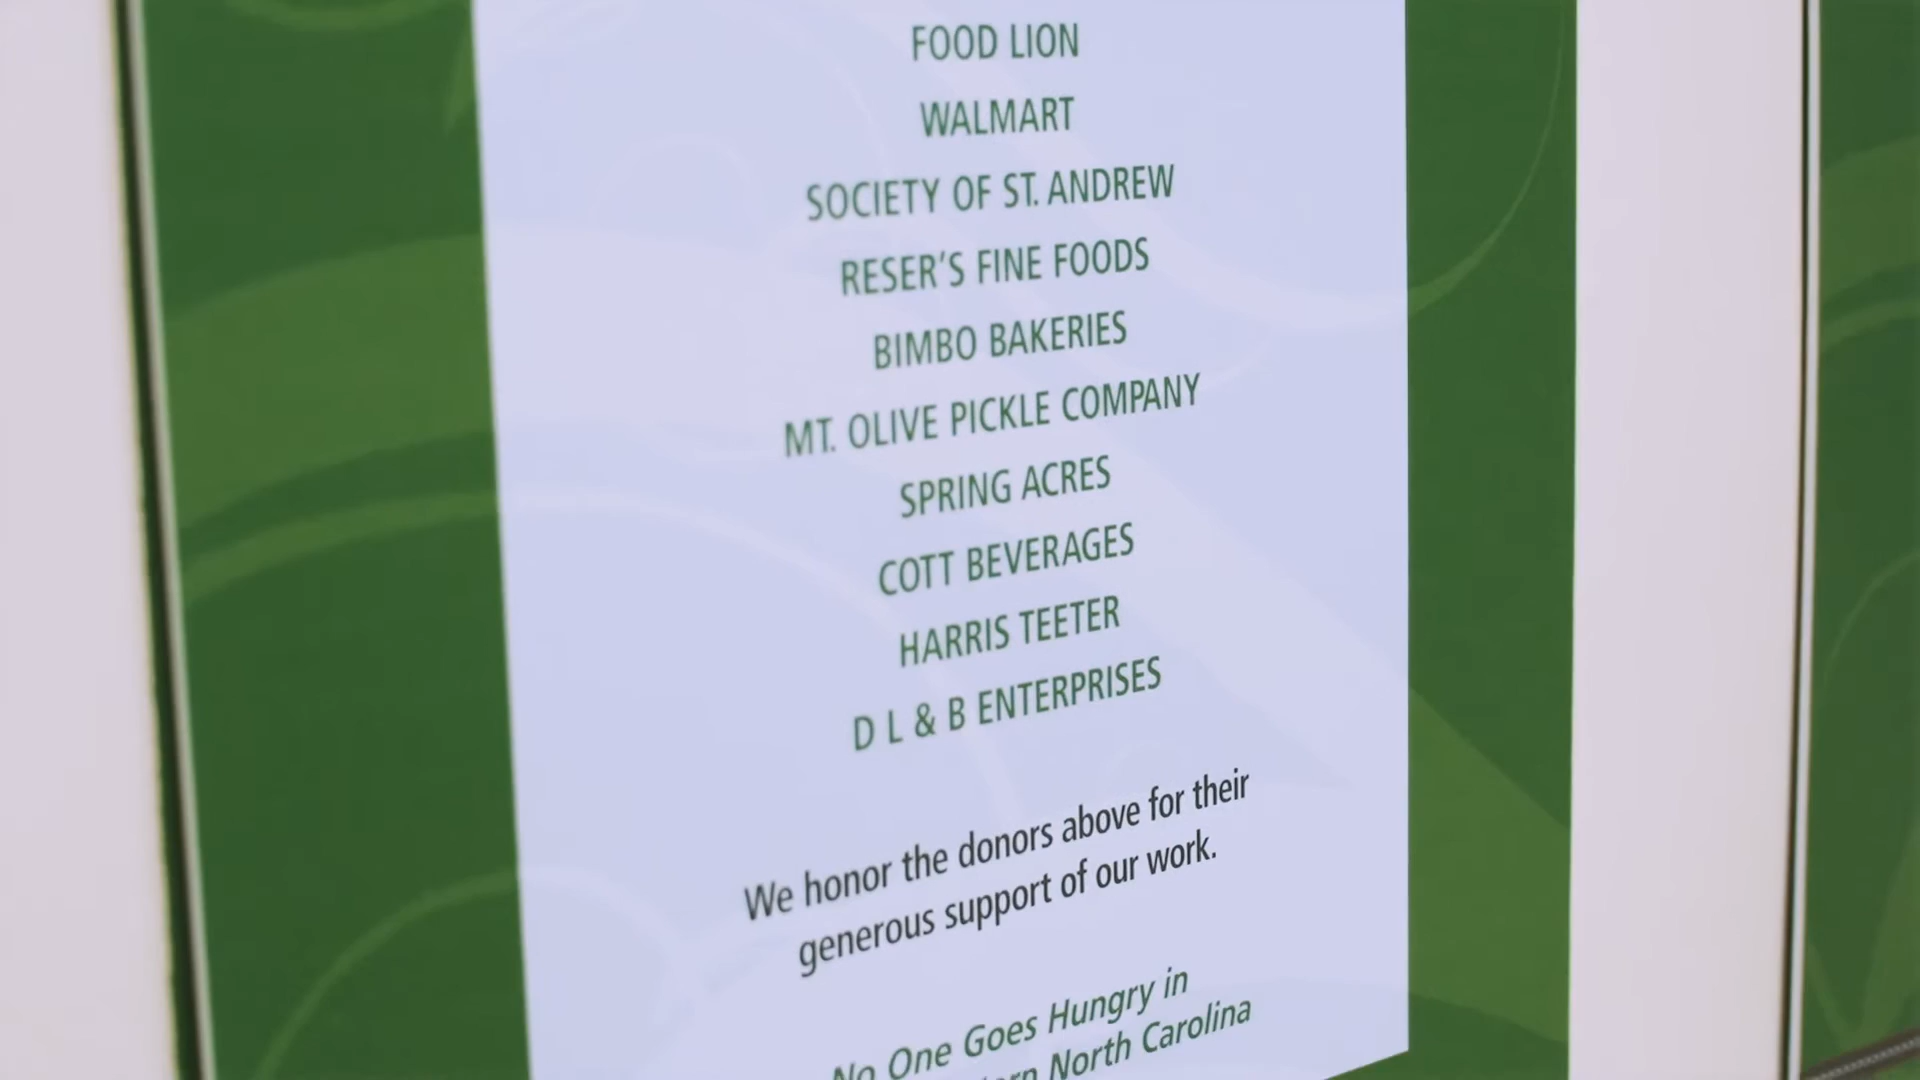 FOOD LION
WALMART
SOCIETY OF ST. ANDREW
RESER'S FINE FOODS
BIMBO BAKERIES
MT. OLIVE PICKLE COMPANY
SPRING ACRES
COTT BEVERAGES
HARRIS TEETER
D L & B ENTERPRISES
We honor the donors above for their
generous support of our work.
No One Goes Hungry in
North Carolina